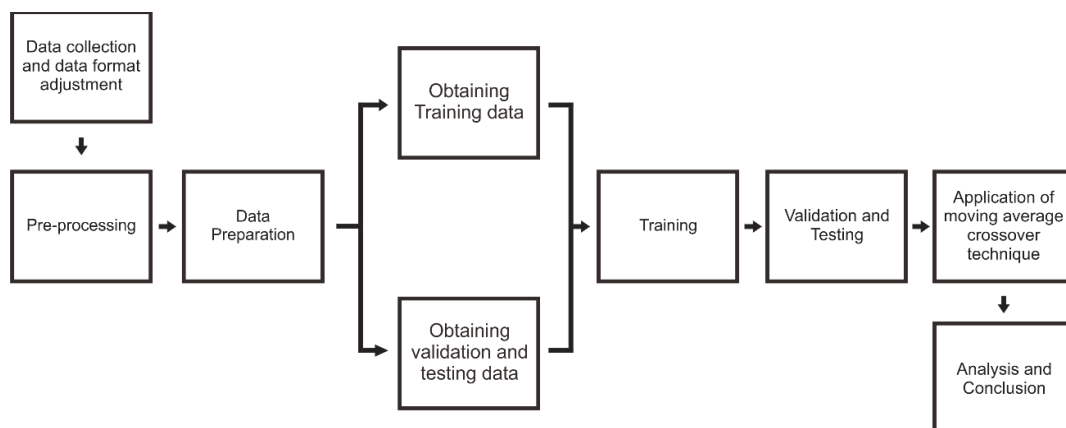 Data collection
and data format
adjustment
Pre-processing
Data
Preparation
Obtaining
Training data
Obtaining
validation and
testing data
Training
Validation and
Testing
Application of
moving average
crossover
technique
Analysis and
Conclusion